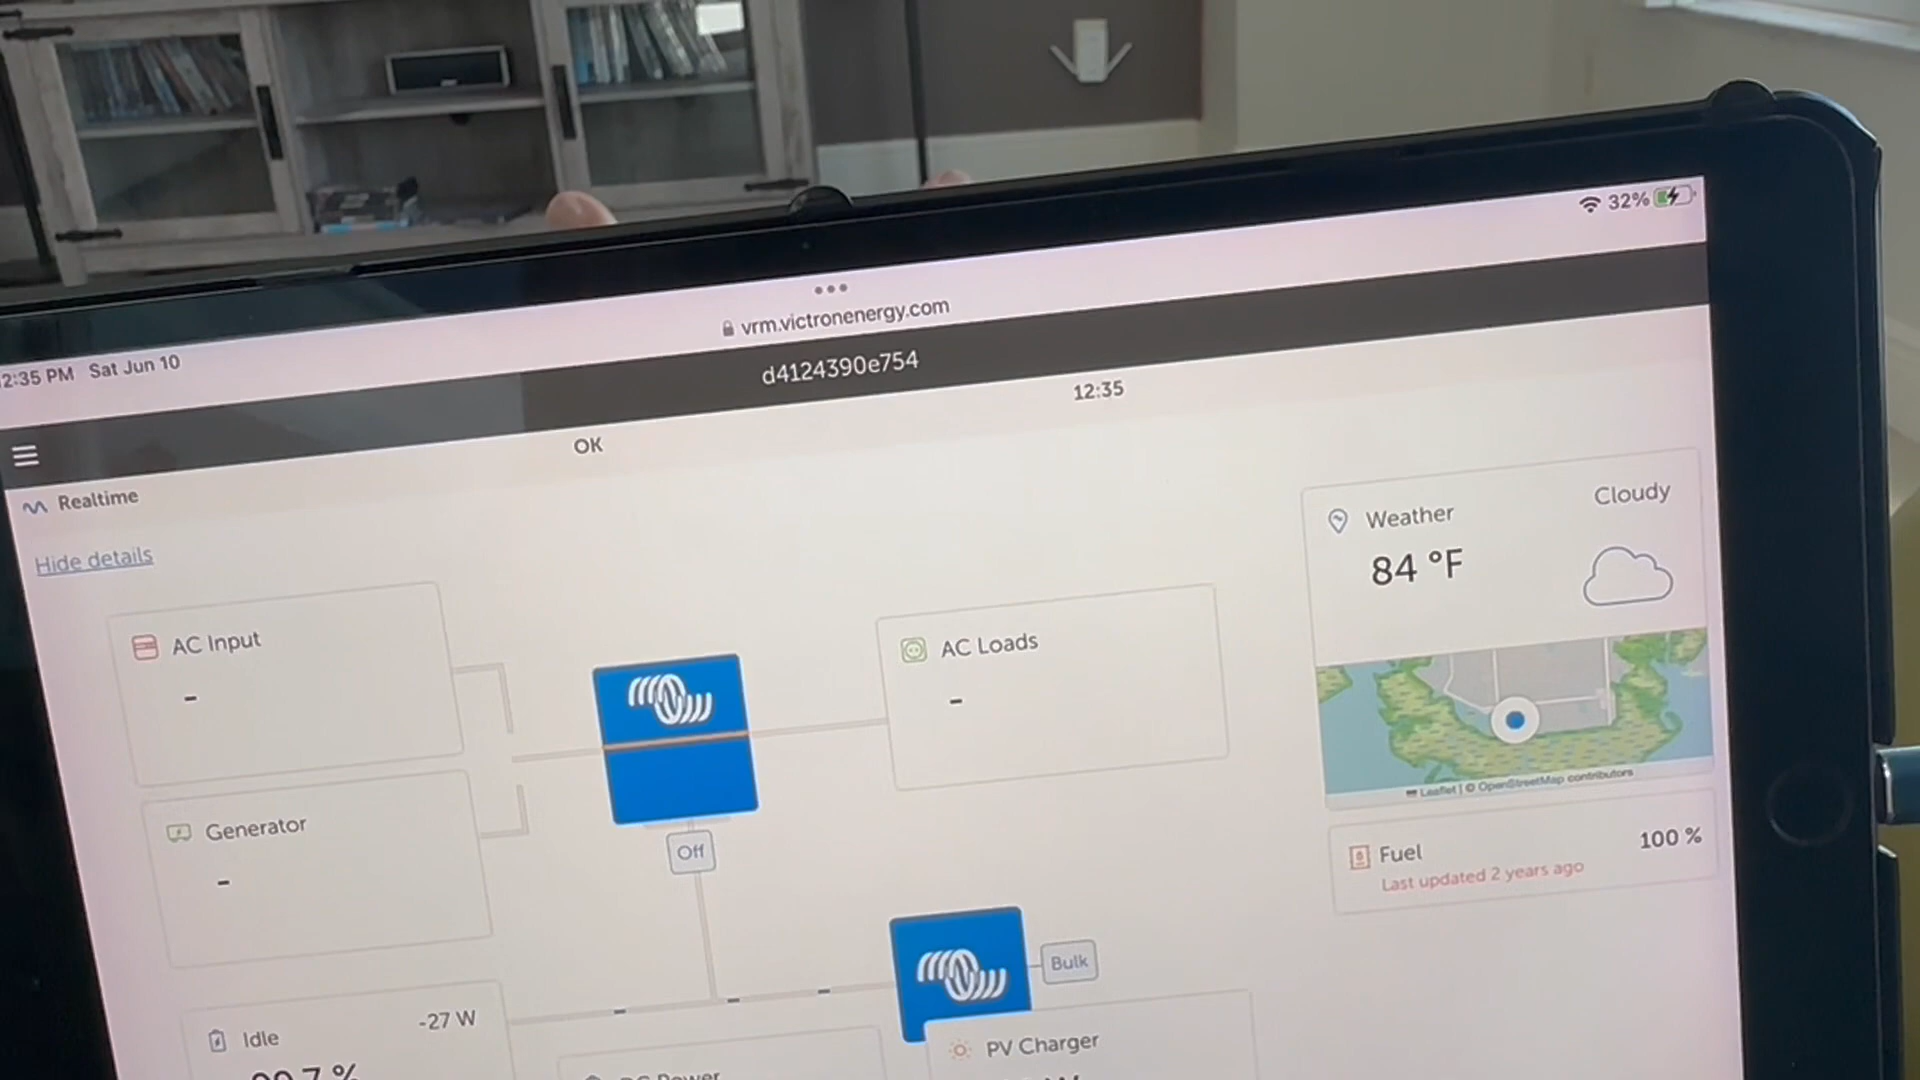 2:35 PM Sat Jun 10
32%
vrm.victronenergy.com
d4124390e754
OK
12:35
Realtime
Hide details
AC Input
-
AC Loads
-
Weather
Cloudy
84 °F
Leaflet | © OpenStreetMap contributors
Generator
-
Off
Fuel
100 %
Last updated 2 years ago
Bulk
Idle
-27 W
PV Charger